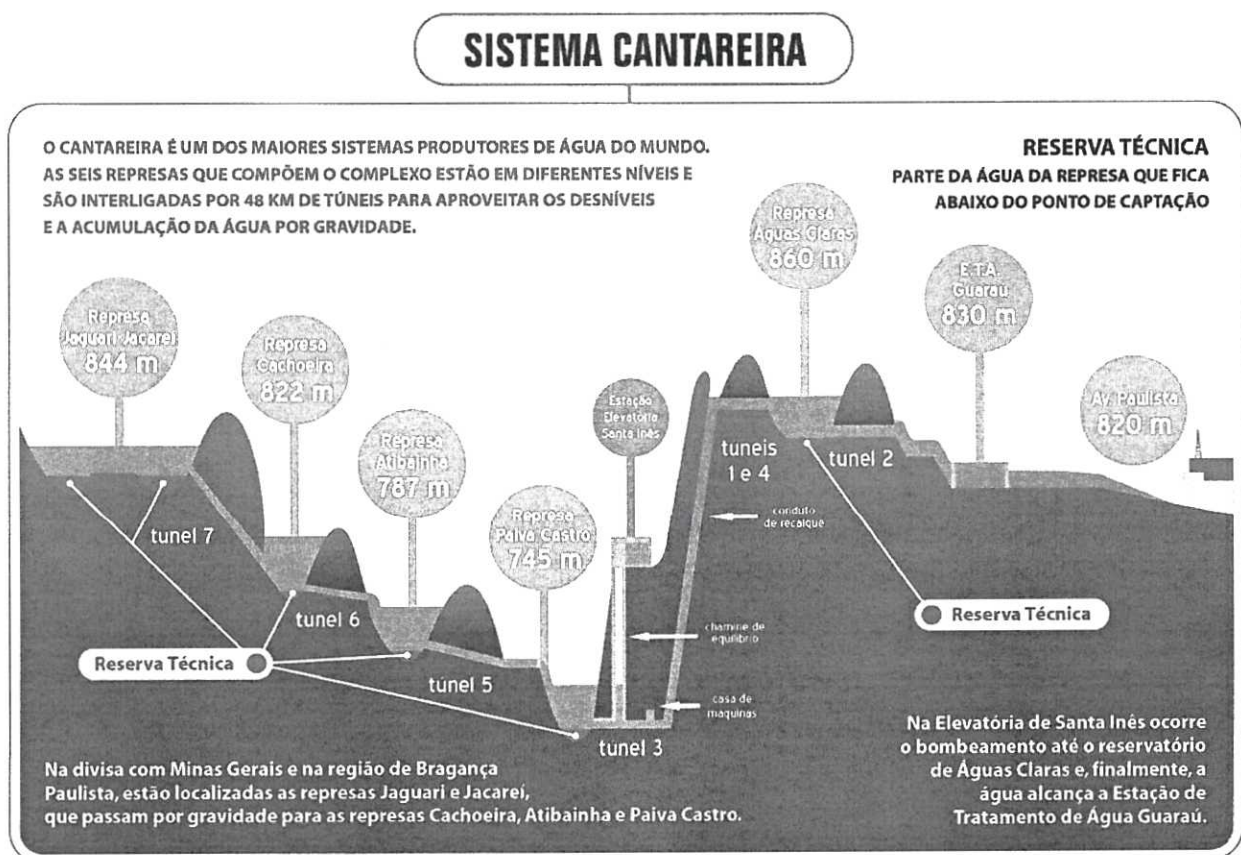 SISTEMA CANTAREIRA
O CANTAREIRA É UM DOS MAIORES SISTEMAS PRODUTORES DE ÁGUA DO MUNDO.
AS SEIS REPRESAS QUE COMPÕEM O COMPLEXO ESTÃO EM DIFERENTES NÍVEIS E
SÃO INTERLIGADAS POR 48 KM DE TÚNEIS PARA APROVEITAR OS DESNÍVEIS
E A ACUMULAÇÃO DA ÁGUA POR GRAVIDADE.
RESERVA TÉCNICA
PARTE DA ÁGUA DA REPRESA QUE FICA
ABAIXO DO PONTO DE CAPTAÇÃO
Represa
Jaguari-Jacareí
844 m
Represa
Cachoeira
822 m
Represa
Atibainha
787 m
Represa
Paiva Castro
745 m
Estação
Elevatória
Santa Inês
Represa
Águas Claras
860 m
E.T.A.
Guaraú
830 m
Av. Paulista
820 m
tunel 7
túnel 6
túnel 5
tunel 3
tuneis
1 e 4
tunel 2
conduto
de recalque
chamine de
equilíbrio
casa de
maquinas
Reserva Técnica
Reserva Técnica
Na divisa com Minas Gerais e na região de Bragança
Paulista, estão localizadas as represas Jaguari e Jacareí,
que passam por gravidade para as represas Cachoeira, Atibainha e Paiva Castro.
Na Elevatória de Santa Inês ocorre
o bombeamento até o reservatório
de Águas Claras e, finalmente, a
água alcança a Estação de
Tratamento de Água Guaraú.